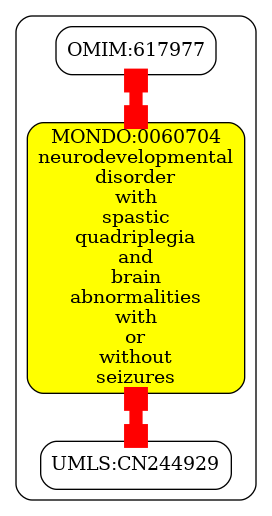 OMIM:617977
MONDO:0060704
neurodevelopmental
disorder
with
spastic
quadriplegia
and
brain
abnormalities
with
or
without
seizures
UMLS:CN244929